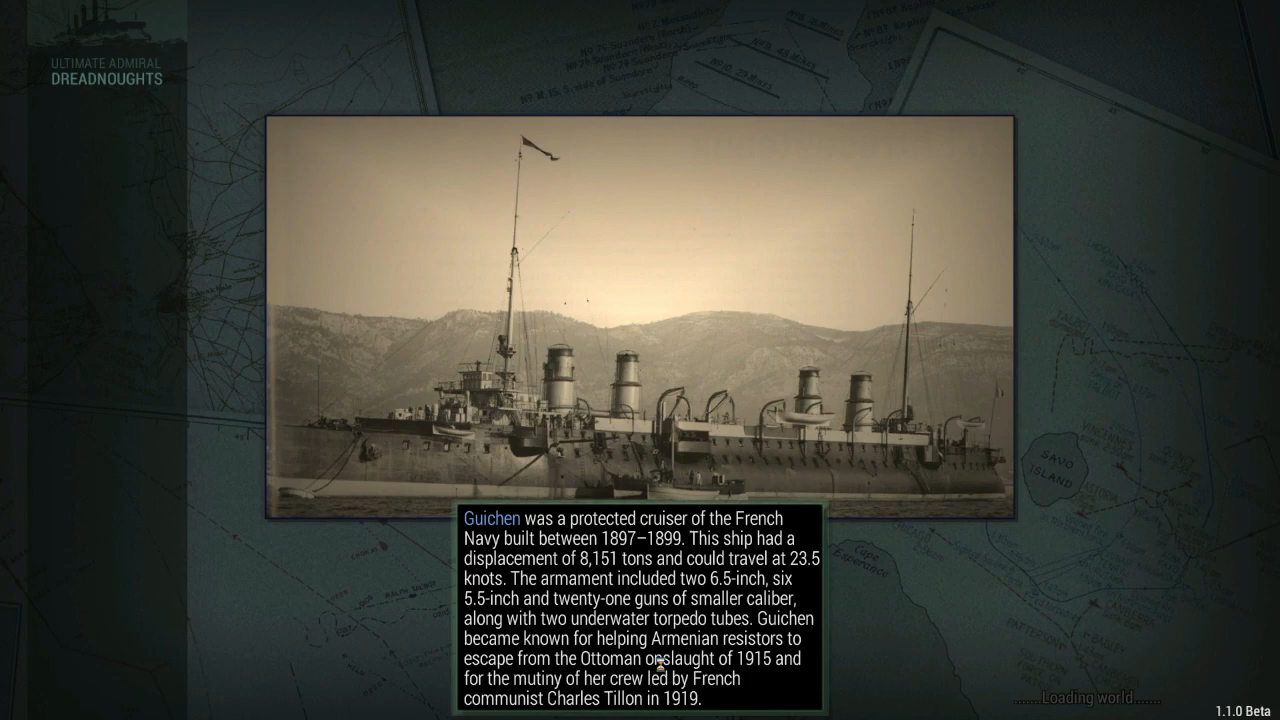 ULTIMATE ADMIRAL
DREADNOUGHTS
SAVO
ISLAND
Cape
Esperance
Guichen was a protected cruiser of the French
Navy built between 1897–1899. This ship had a
displacement of 8,151 tons and could travel at 23.5
knots. The armament included two 6.5-inch, six
5.5-inch and twenty-one guns of smaller caliber,
along with two underwater torpedo tubes. Guichen
became known for helping Armenian resistors to
escape from the Ottoman onslaught of 1915 and
for the mutiny of her crew led by French
communist Charles Tillon in 1919.
.......Loading world.......
1.1.0 Beta